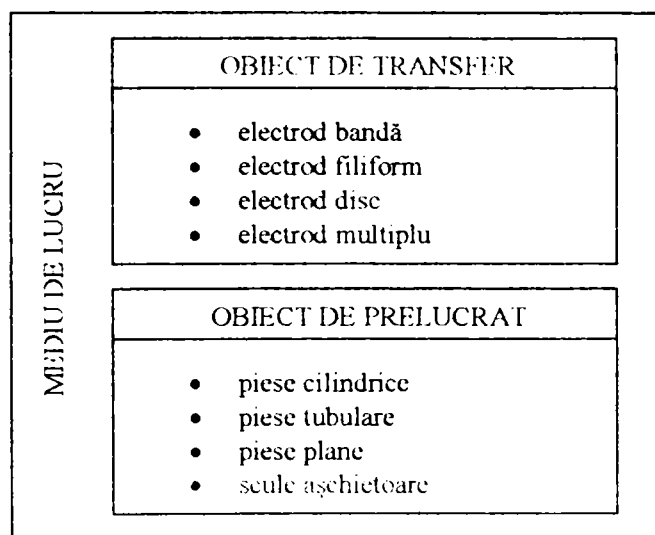 MEDIU DE LUCRU
OBIECT DE TRANSFER
• electrod bandă
• electrod filiform
• electrod disc
• electrod multiplu
OBIECT DE PRELUCRAT
• piese cilindrice
• piese tubulare
• piese plane
• scule așchietoare